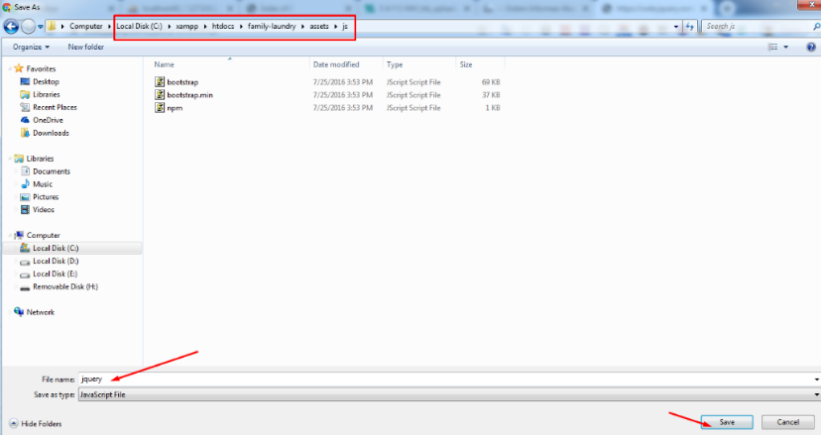 Save As
Computer ▸ Local Disk (C:) ▸ xampp ▸ htdocs ▸ family-laundry ▸ assets ▸ js
Search js
Organize New folder
Name Date modified Type Size
bootstrap 7/25/2016 3:53 PM JScript Script File 69 KB
bootstrap.min 7/25/2016 3:53 PM JScript Script File 37 KB
npm 7/25/2016 3:53 PM JScript Script File 1 KB
Favorites
Desktop
Libraries
Recent Places
OneDrive
Downloads
Libraries
Documents
Music
Pictures
Videos
Computer
Local Disk (C:)
Local Disk (D:)
Local Disk (E:)
Removable Disk (H:)
Network
File name: jquery
Save as type: JavaScript File
Hide Folders
Save Cancel